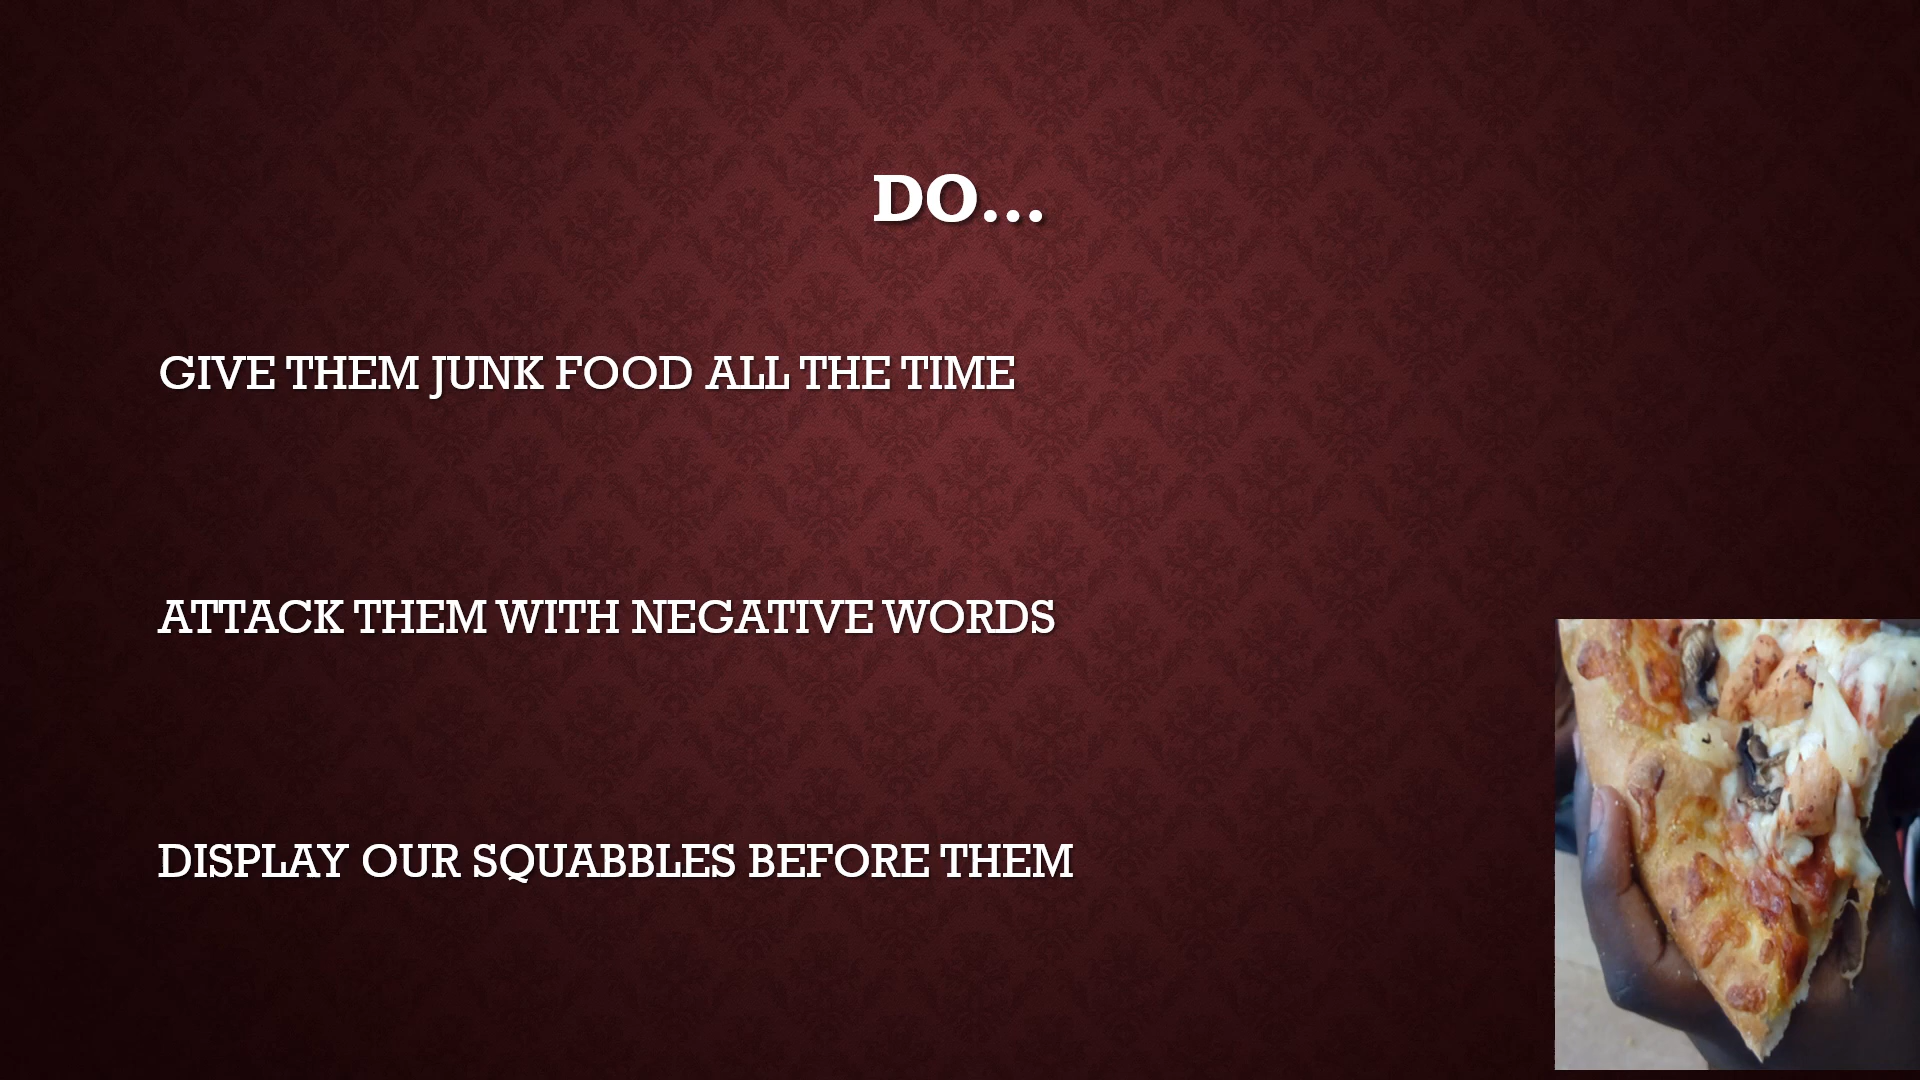 DO...
GIVE THEM JUNK FOOD ALL THE TIME
ATTACK THEM WITH NEGATIVE WORDS
DISPLAY OUR SQUABBLES BEFORE THEM